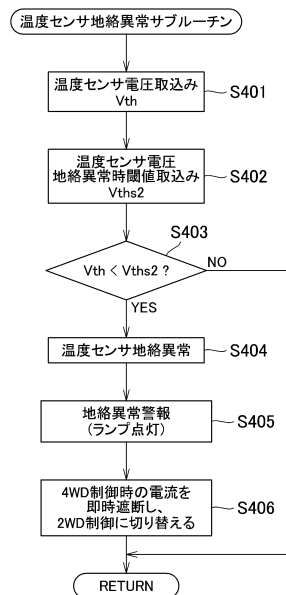 温度センサ地絡異常サブルーチン
温度センサ電圧取込み
Vth
S401
温度センサ電圧
地絡異常時閾値取込み
Vths2
S402
S403
Vth < Vths2 ?
NO
YES
温度センサ地絡異常
S404
地絡異常警報
(ランプ点灯)
S405
4WD制御時の電流を
即時遮断し、
2WD制御に切り替える
S406
RETURN